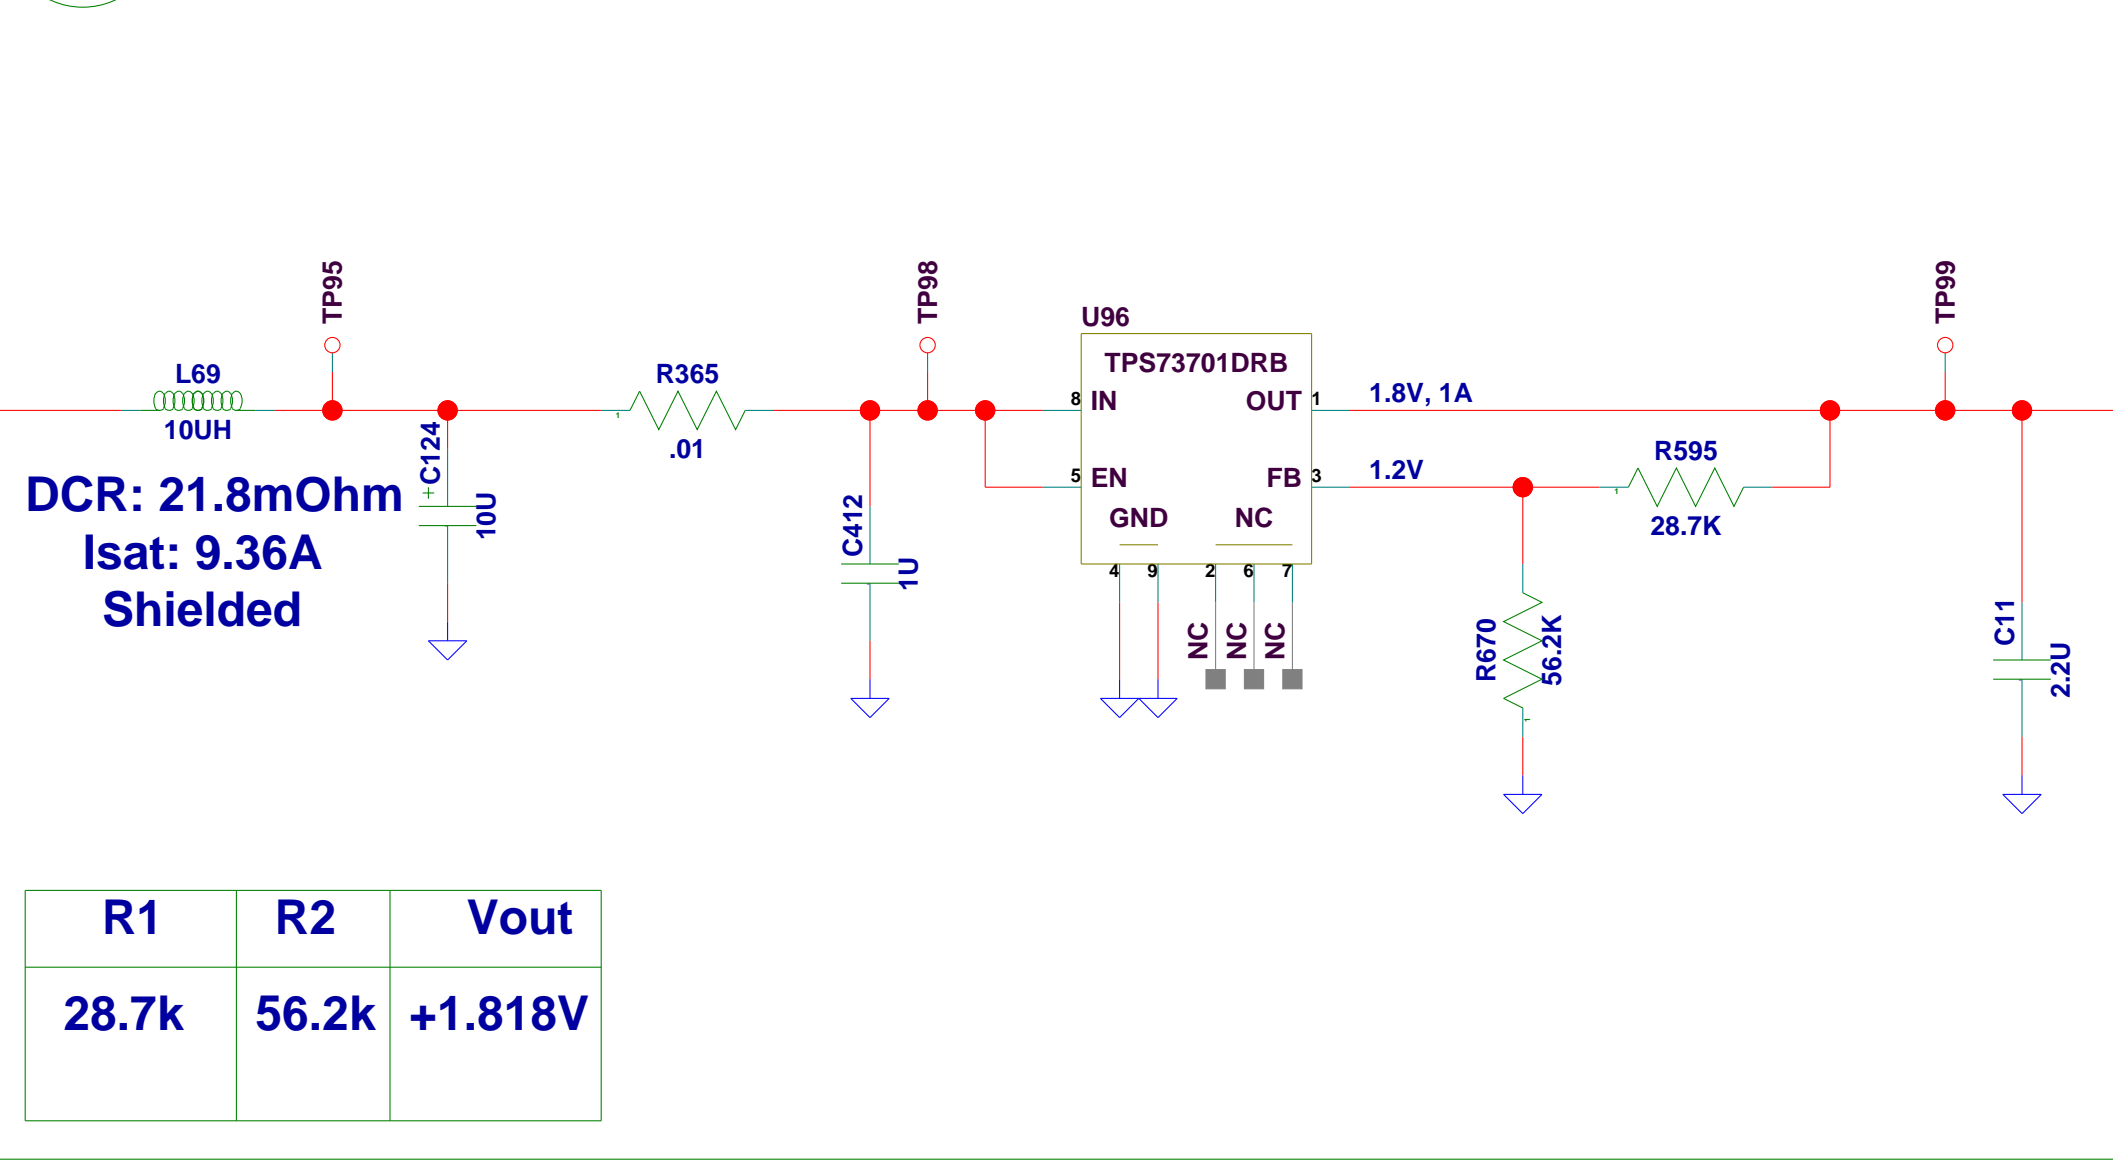 TP95
TP98
TP99
U96
TPS73701DRB
L69
10UH
R365
.01
1
8
IN
OUT
1
1.8V, 1A
5
EN
FB
3
1.2V
GND
NC
4
9
2
6
7
NC
NC
NC
R595
1
28.7K
DCR: 21.8mOhm
Isat: 9.36A
Shielded
+
C124
10U
C412
1U
R670
56.2K
1
C11
2.2U
R1
R2
Vout
28.7k
56.2k
+1.818V